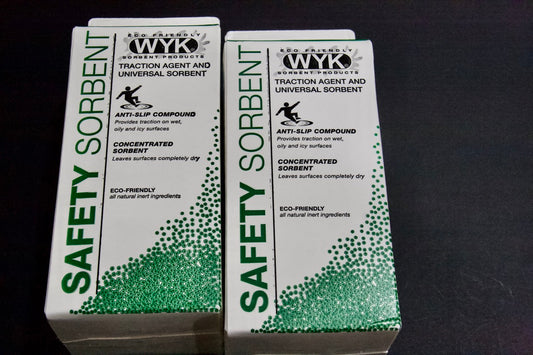 SAFETY SORBENT
ECO FRIENDLY
WYK
SORBENT PRODUCTS
TRACTION AGENT AND
UNIVERSAL SORBENT
ANTI-SLIP COMPOUND
Provides traction on wet,
oily and icy surfaces
CONCENTRATED
SORBENT
Leaves surfaces completely dry
ECO-FRIENDLY
all natural inert ingredients
SAFETY SORBENT
ECO FRIENDLY
WYK
SORBENT PRODUCTS
TRACTION AGENT AND
UNIVERSAL SORBENT
ANTI-SLIP COMPOUND
Provides traction on wet,
oily and icy surfaces
CONCENTRATED
SORBENT
Leaves surfaces completely dry
ECO-FRIENDLY
all natural inert ingredients